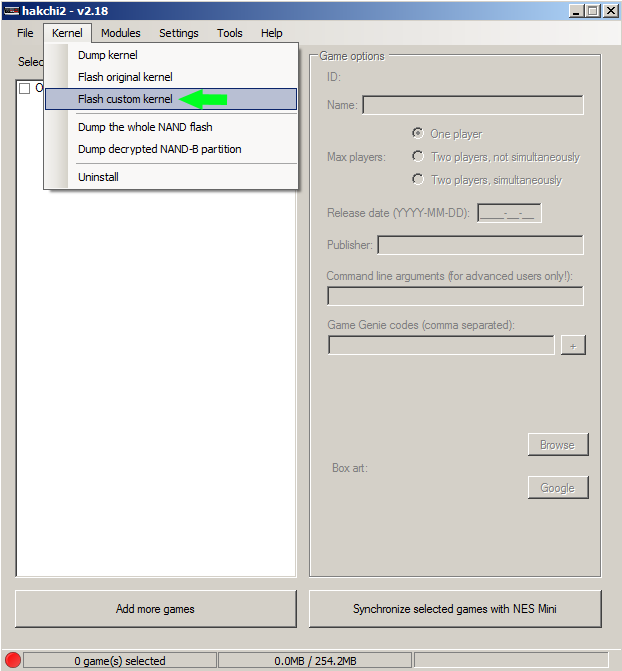 hakchi2 - v2.18
File Kernel Modules Settings Tools Help
Dump kernel
Flash original kernel
Flash custom kernel
Dump the whole NAND flash
Dump decrypted NAND-B partition
Uninstall
Selec
O
Game options
ID:
Name:
Max players:
One player
Two players, not simultaneously
Two players, simultaneously
Release date (YYYY-MM-DD): ____-__-__
Publisher:
Command line arguments (for advanced users only!):
Game Genie codes (comma separated):
+
Box art:
Browse
Google
Add more games
Synchronize selected games with NES Mini
0 game(s) selected
0.0MB / 254.2MB